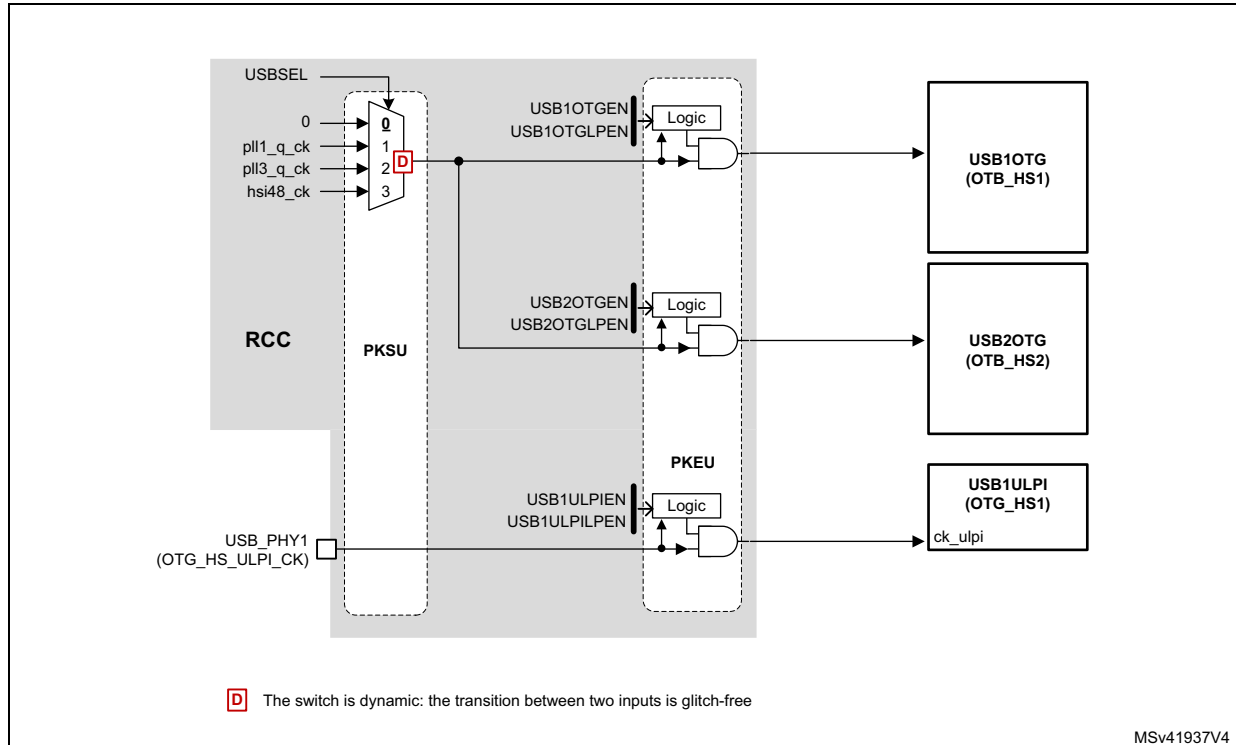 USBSEL
0
pll1_q_ck
pll3_q_ck
hsi48_ck
0
1
2
3
D
RCC
PKSU
USB1OTGEN
USB1OTGLPEN
Logic
USB1OTG
(OTB_HS1)
USB2OTGEN
USB2OTGLPEN
Logic
USB2OTG
(OTB_HS2)
PKEU
USB1ULPIEN
USB1ULPILPEN
Logic
USB1ULPI
(OTG_HS1)
ck_ulpi
USB_PHY1
(OTG_HS_ULPI_CK)
D The switch is dynamic: the transition between two inputs is glitch-free
MSv41937V4